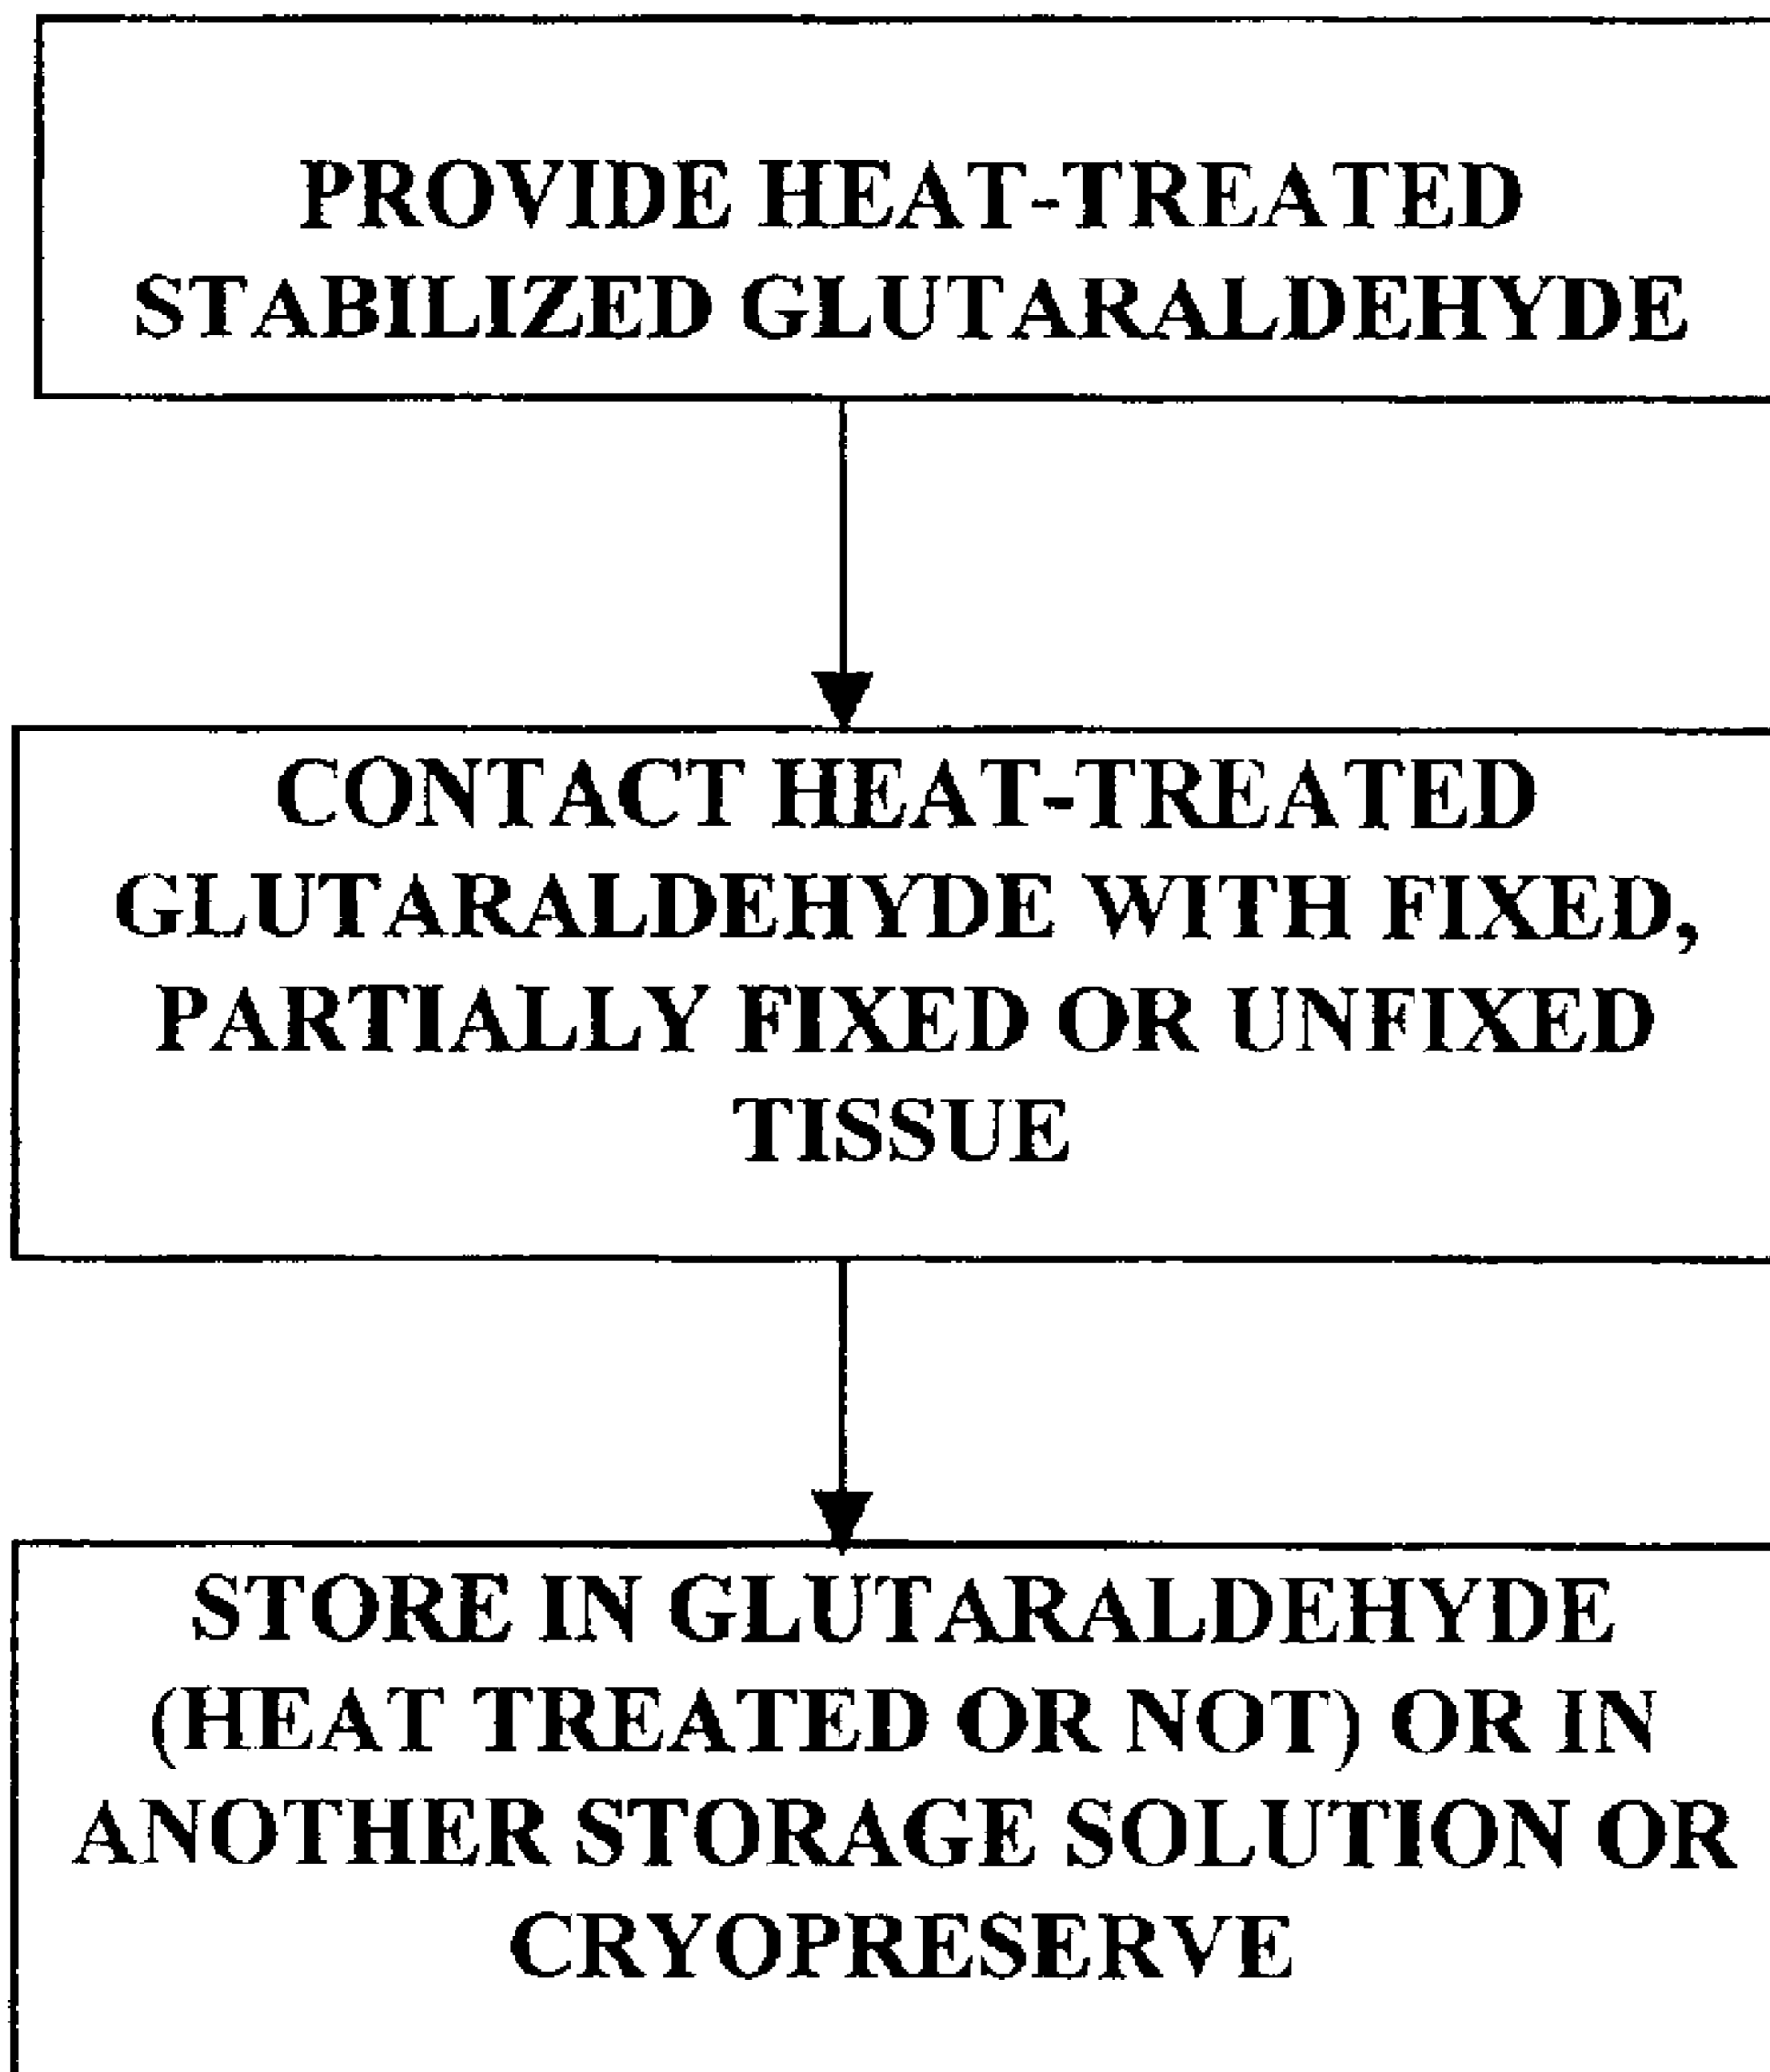 PROVIDE HEAT-TREATED
STABILIZED GLUTARALDEHYDE
CONTACT HEAT-TREATED
GLUTARALDEHYDE WITH FIXED,
PARTIALLY FIXED OR UNFIXED
TISSUE
STORE IN GLUTARALDEHYDE
(HEAT TREATED OR NOT) OR IN
ANOTHER STORAGE SOLUTION OR
CRYOPRESERVE